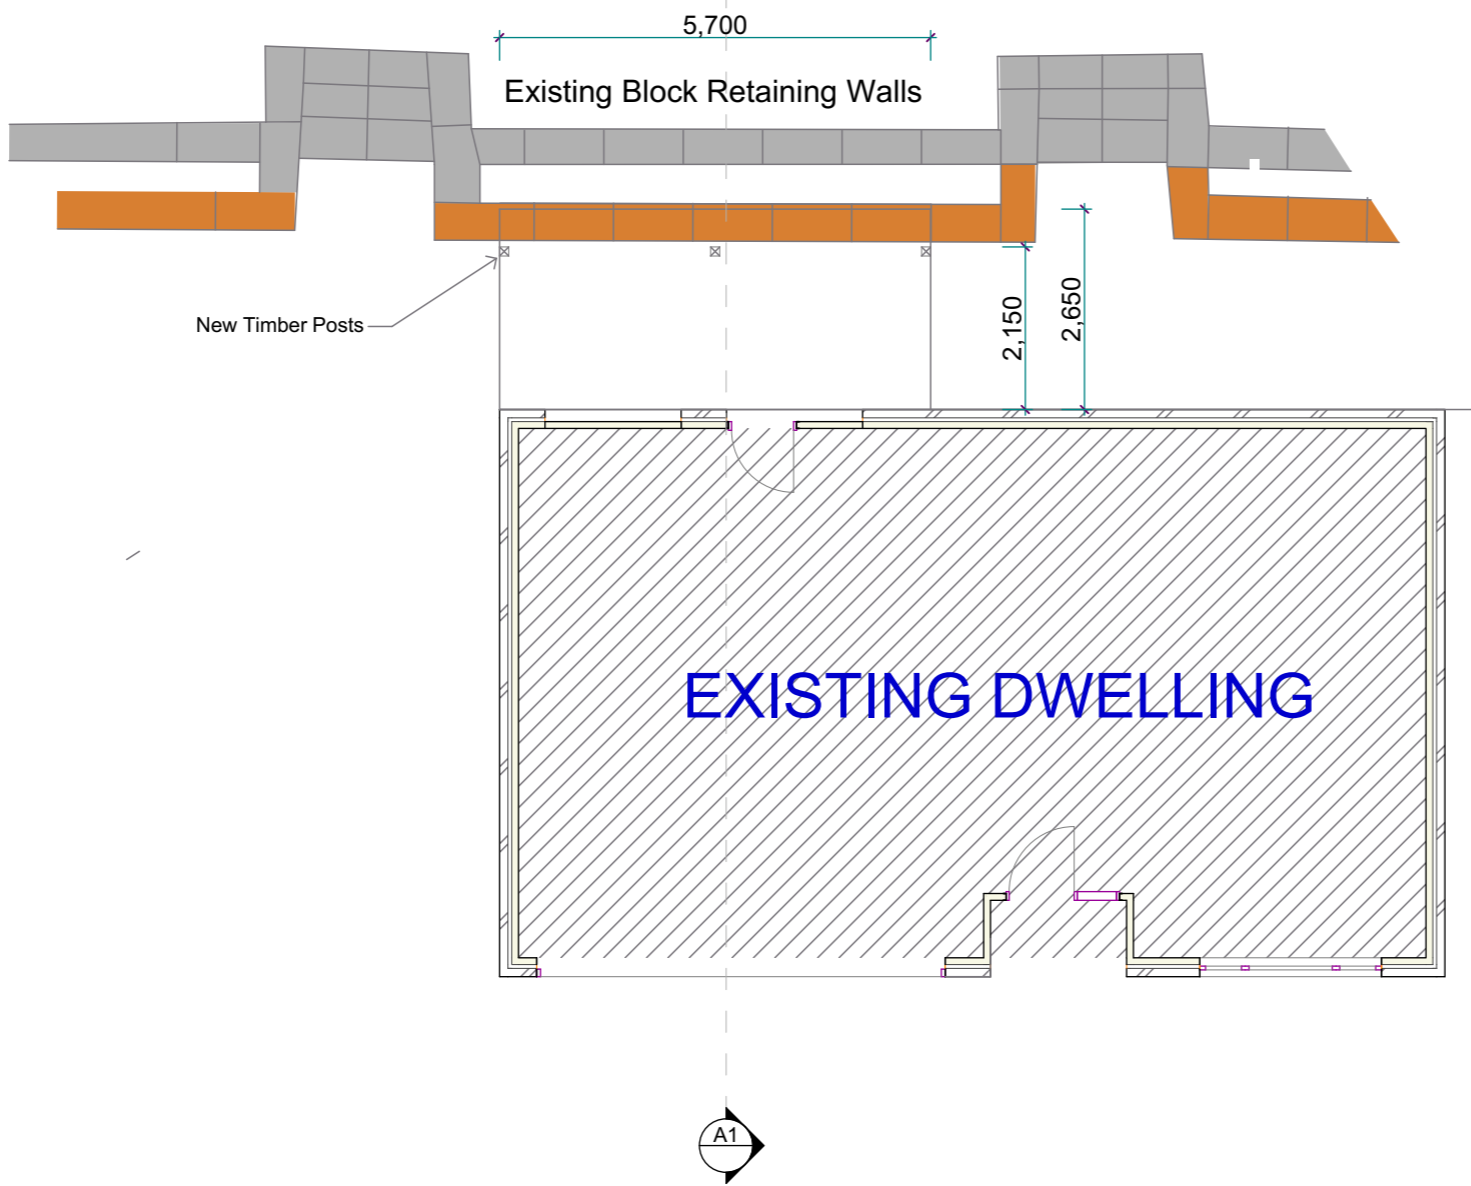 5,700
Existing Block Retaining Walls
New Timber Posts
2,150
2,650
EXISTING DWELLING
A1